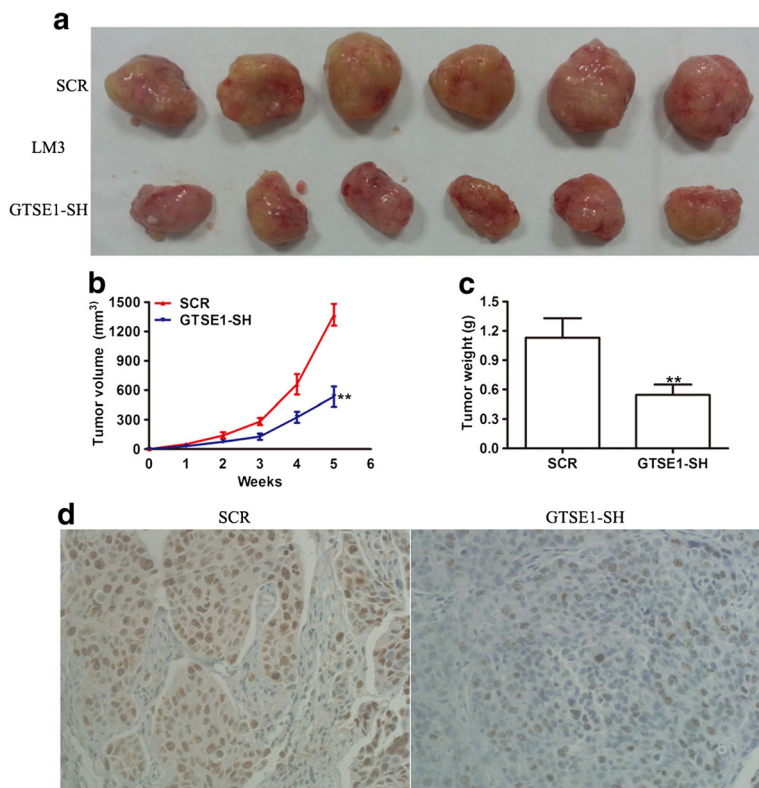 a
SCR
LM3
GTSE1-SH
b
Tumor volume (mm³)
1500
1200
900
600
300
0
0 1 2 3 4 5 6
Weeks
SCR
GTSE1-SH
**
c
Tumor weight (g)
1.5
1.2
0.9
0.6
0.3
0.0
**
SCR GTSE1-SH
d
SCR GTSE1-SH